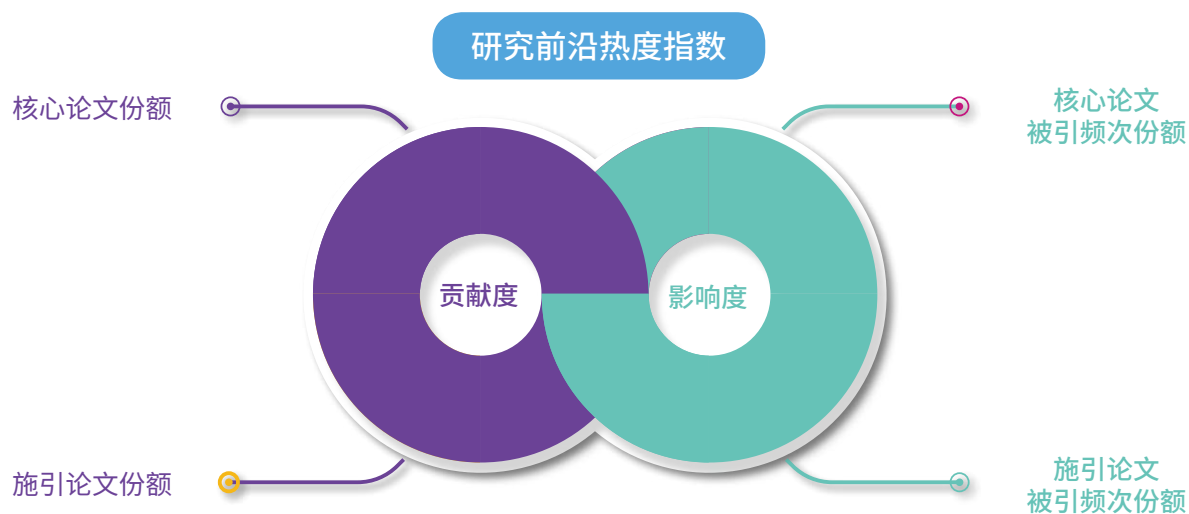 研究前沿热度指数
核心论文份额
核心论文
被引频次份额
贡献度
影响度
施引论文份额
施引论文
被引频次份额